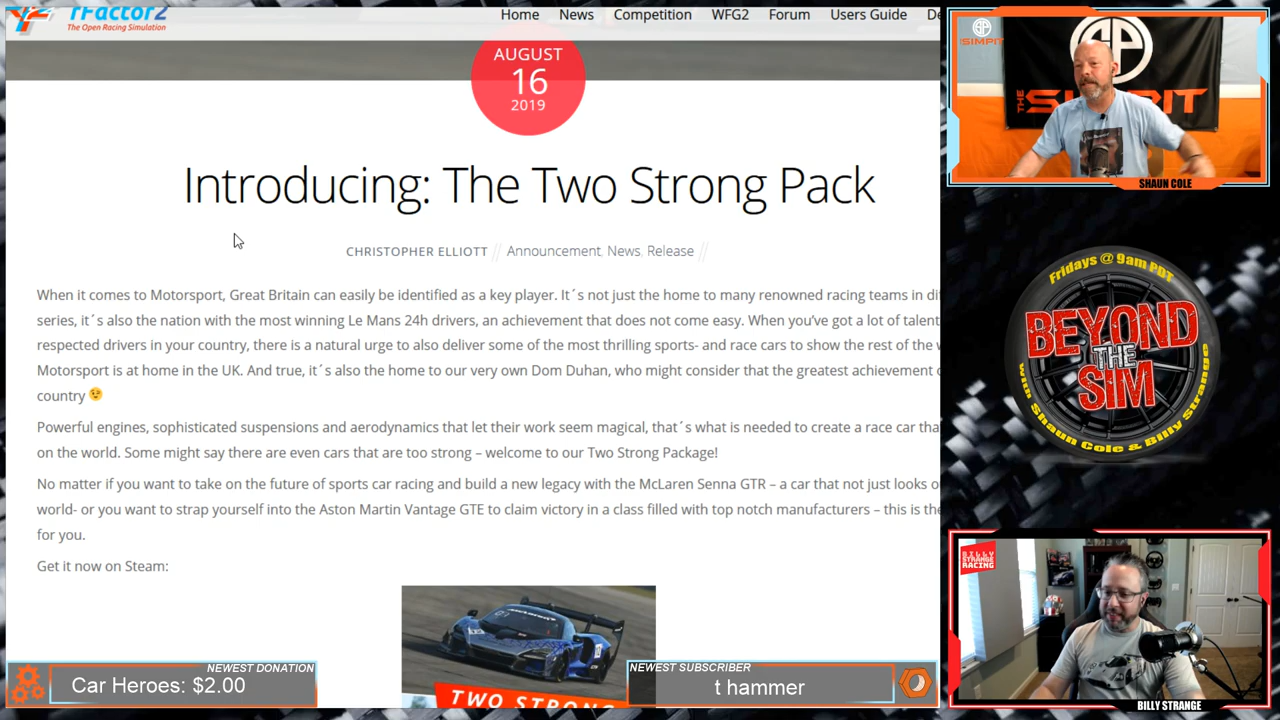 rFactor2
The Open Racing Simulation
Home News Competition WFG2 Forum Users Guide De
AUGUST
16
2019
Introducing: The Two Strong Pack
CHRISTOPHER ELLIOTT // Announcement, News, Release //
When it comes to Motorsport, Great Britain can easily be identified as a key player. It´s not just the home to many renowned racing teams in di
series, it´s also the nation with the most winning Le Mans 24h drivers, an achievement that does not come easy. When you’ve got a lot of talent
respected drivers in your country, there is a natural urge to also deliver some of the most thrilling sports- and race cars to show the rest of the
Motorsport is at home in the UK. And true, it´s also the home to our very own Dom Duhan, who might consider that the greatest achievement
country 😉
Powerful engines, sophisticated suspensions and aerodynamics that let their work seem magical, that´s what is needed to create a race car tha
on the world. Some might say there are even cars that are too strong – welcome to our Two Strong Package!
No matter if you want to take on the future of sports car racing and build a new legacy with the McLaren Senna GTR – a car that not just looks o
world- or you want to strap yourself into the Aston Martin Vantage GTE to claim victory in a class filled with top notch manufacturers – this is the
for you.
Get it now on Steam:
TWO STRONG
NEWEST DONATION
Car Heroes: $2.00
NEWEST SUBSCRIBER
t hammer
SP
THE SIMPIT
SHAUN COLE
Fridays @ 9am PDT
BEYOND
THE
SIM
with Shaun Cole & Billy Strange
BILLY
STRANGE
RACING
BILLY STRANGE